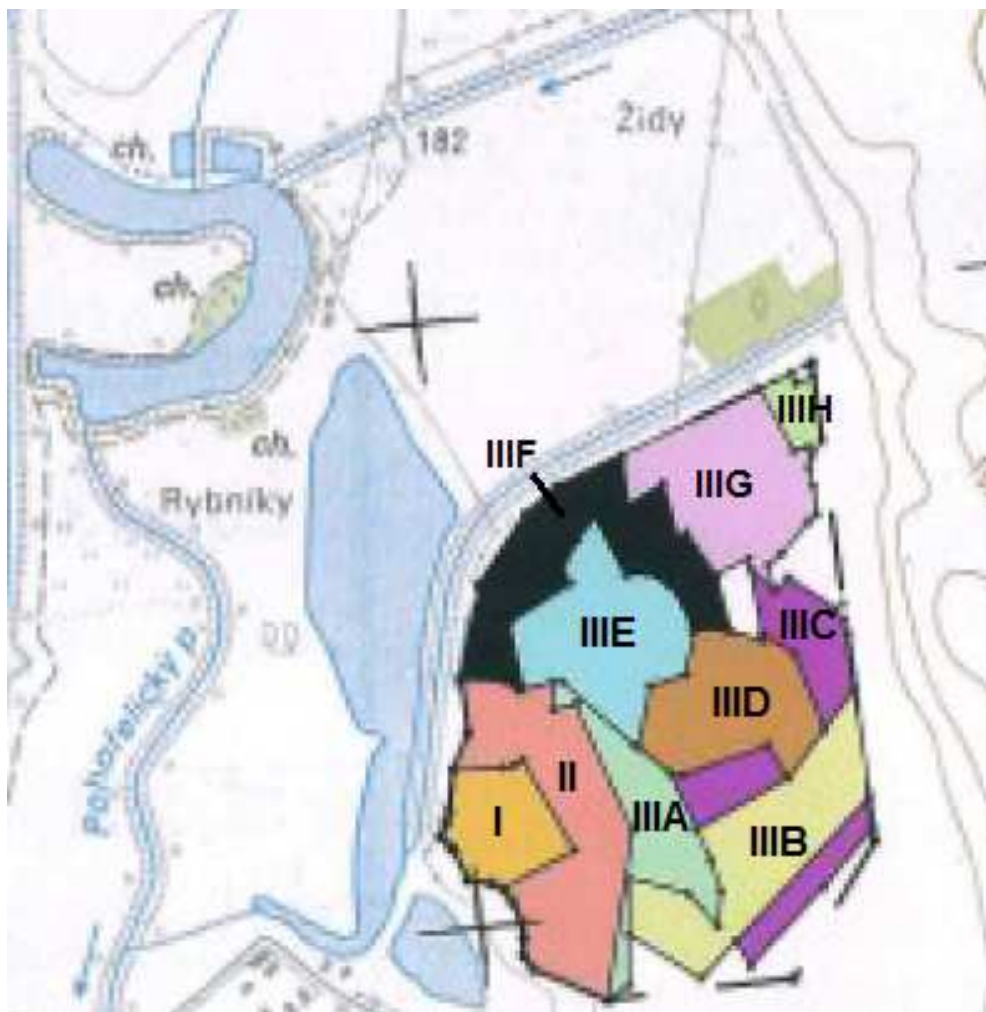 Židy
182
ch.
ch.
IIIH
ch.
IIIF
IIIG
Rybníky
IIIE
IIIC
IIID
Pohořelický p.
II
I
IIIA
IIIB